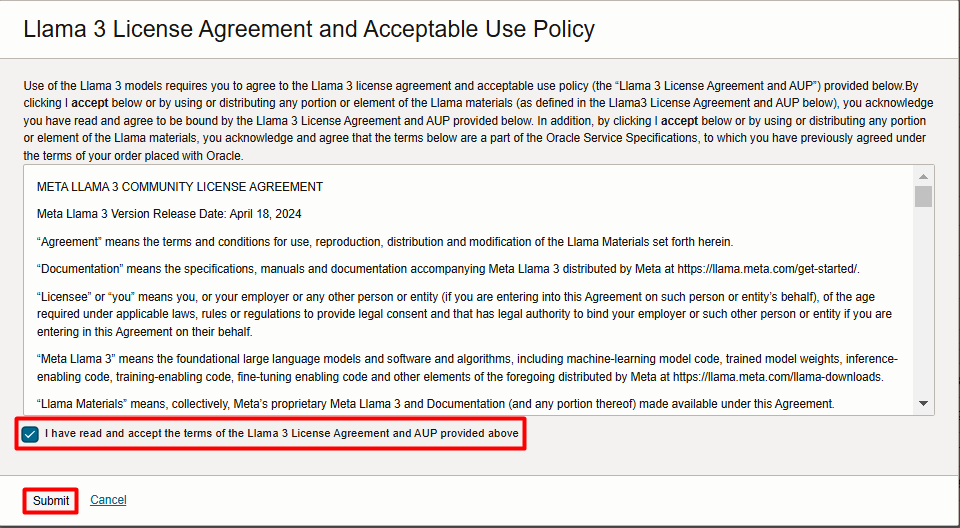 Llama 3 License Agreement and Acceptable Use Policy
Use of the Llama 3 models requires you to agree to the Llama 3 license agreement and acceptable use policy (the “Llama 3 License Agreement and AUP”) provided below.By
clicking I accept below or by using or distributing any portion or element of the Llama materials (as defined in the Llama3 License Agreement and AUP below), you acknowledge
you have read and agree to be bound by the Llama 3 License Agreement and AUP provided below. In addition, by clicking I accept below or by using or distributing any portion
or element of the Llama materials, you acknowledge and agree that the terms below are a part of the Oracle Service Specifications, to which you have previously agreed under
the terms of your order placed with Oracle.
META LLAMA 3 COMMUNITY LICENSE AGREEMENT
Meta Llama 3 Version Release Date: April 18, 2024
“Agreement” means the terms and conditions for use, reproduction, distribution and modification of the Llama Materials set forth herein.
“Documentation” means the specifications, manuals and documentation accompanying Meta Llama 3 distributed by Meta at https://llama.meta.com/get-started/.
“Licensee” or “you” means you, or your employer or any other person or entity (if you are entering into this Agreement on such person or entity’s behalf), of the age
required under applicable laws, rules or regulations to provide legal consent and that has legal authority to bind your employer or such other person or entity if you are
entering in this Agreement on their behalf.
“Meta Llama 3” means the foundational large language models and software and algorithms, including machine-learning model code, trained model weights, inference-
enabling code, training-enabling code, fine-tuning enabling code and other elements of the foregoing distributed by Meta at https://llama.meta.com/llama-downloads.
“Llama Materials” means, collectively, Meta’s proprietary Meta Llama 3 and Documentation (and any portion thereof) made available under this Agreement.
I have read and accept the terms of the Llama 3 License Agreement and AUP provided above
Submit Cancel